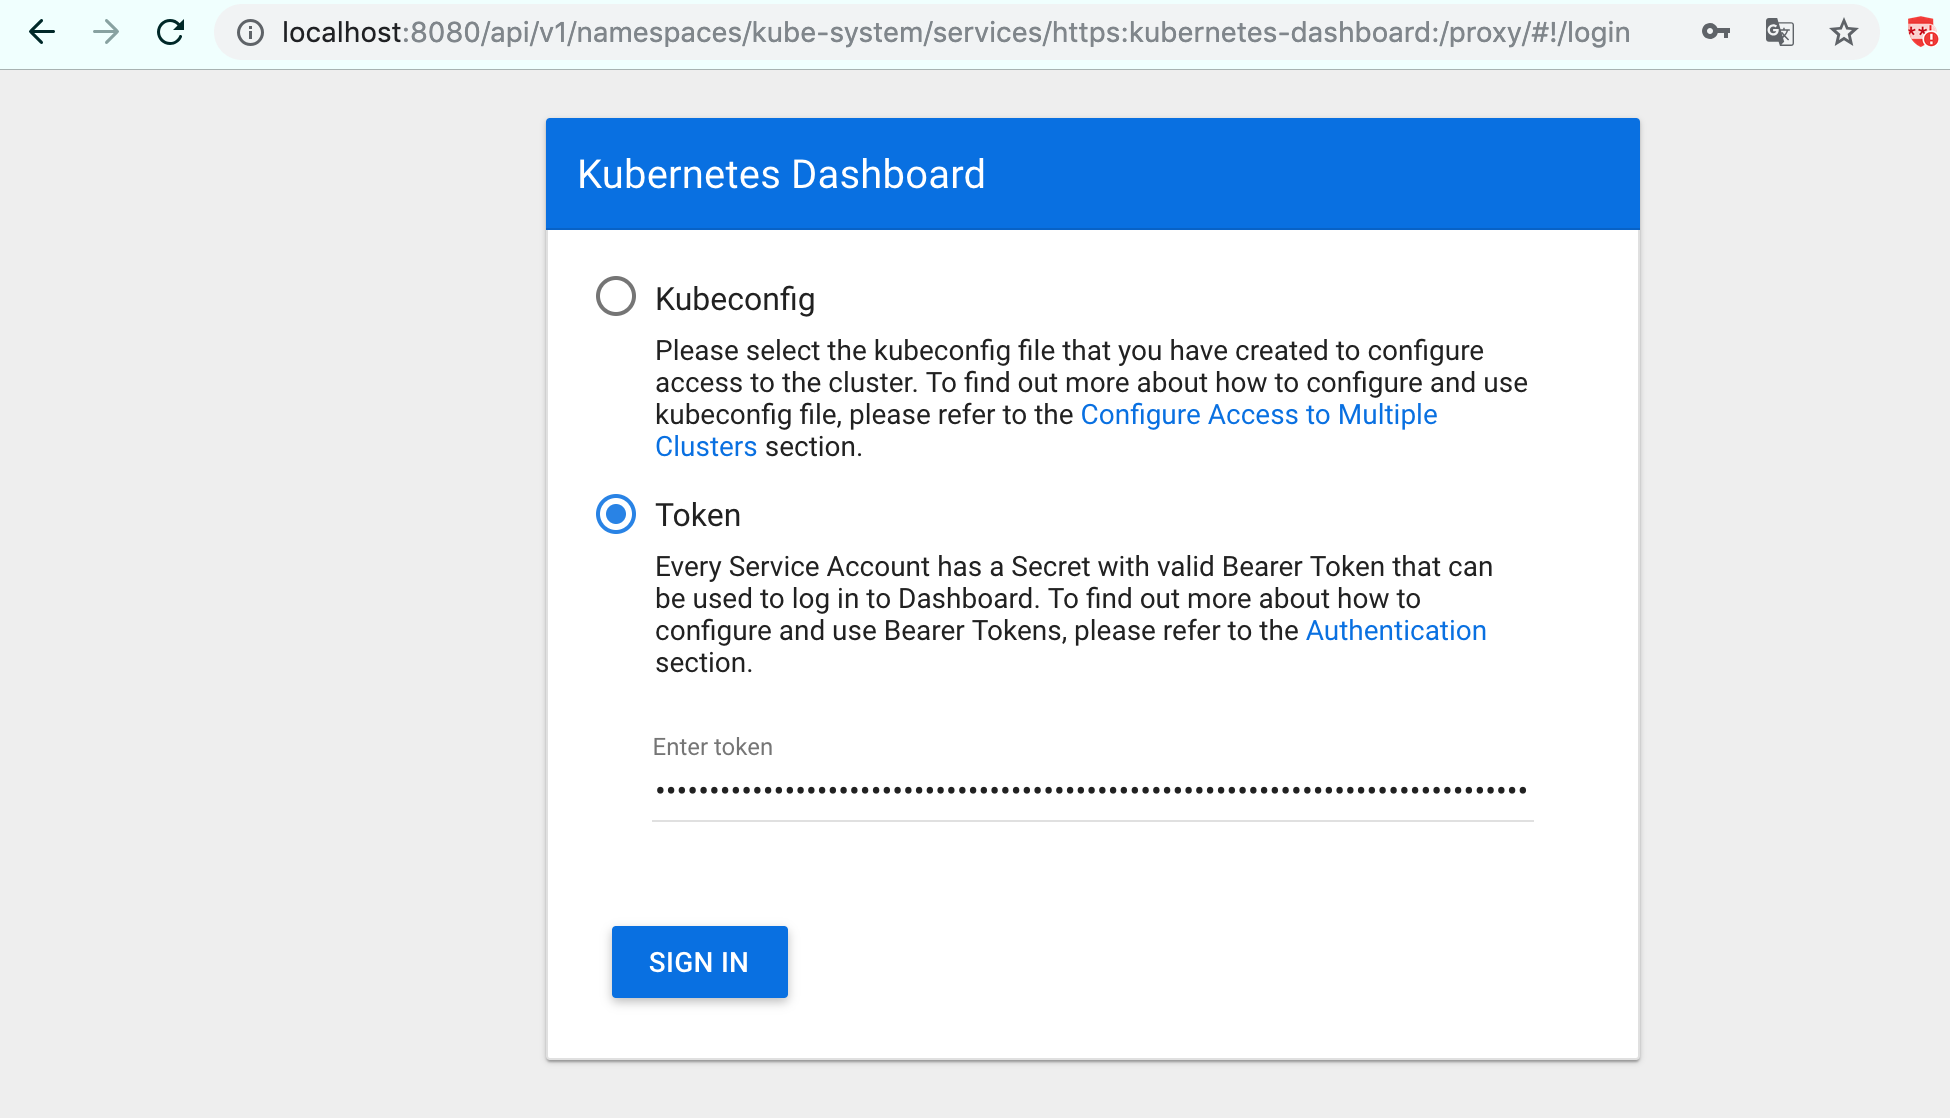 localhost:8080/api/v1/namespaces/kube-system/services/https:kubernetes-dashboard:/proxy/#!/login
Kubernetes Dashboard
Kubeconfig
Please select the kubeconfig file that you have created to configure
access to the cluster. To find out more about how to configure and use
kubeconfig file, please refer to the Configure Access to Multiple
Clusters section.
Token
Every Service Account has a Secret with valid Bearer Token that can
be used to log in to Dashboard. To find out more about how to
configure and use Bearer Tokens, please refer to the Authentication
section.
Enter token
SIGN IN